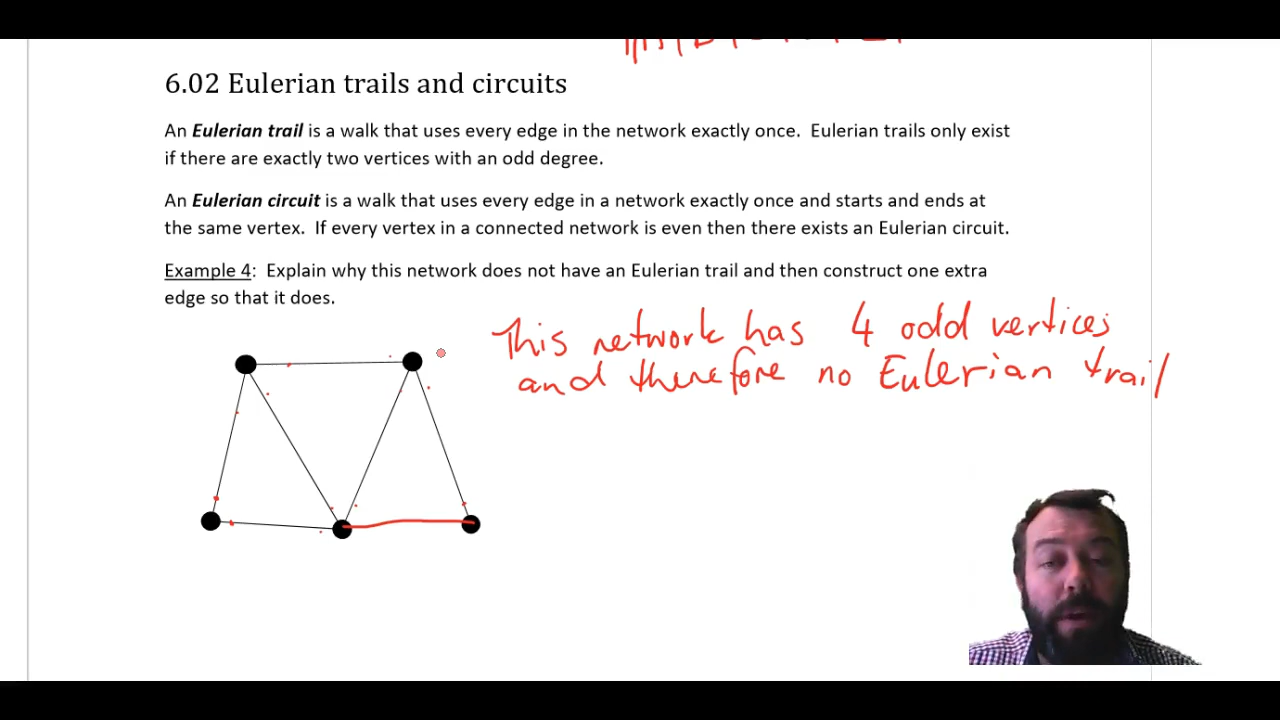 6.02 Eulerian trails and circuits
An Eulerian trail is a walk that uses every edge in the network exactly once. Eulerian trails only exist
if there are exactly two vertices with an odd degree.
An Eulerian circuit is a walk that uses every edge in a network exactly once and starts and ends at
the same vertex. If every vertex in a connected network is even then there exists an Eulerian circuit.
Example 4: Explain why this network does not have an Eulerian trail and then construct one extra
edge so that it does.
This network has 4 odd vertices
and therefore no Eulerian trail